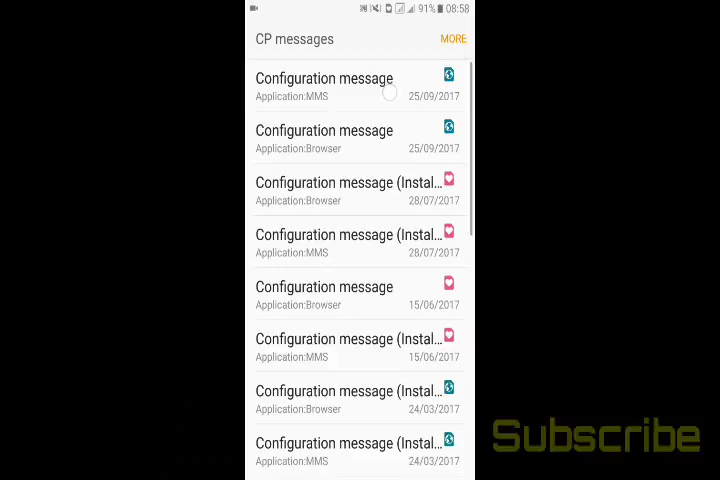 91% 08:58
CP messages MORE
Configuration message
Application:MMS 25/09/2017
Configuration message
Application:Browser 25/09/2017
Configuration message (Instal...
Application:Browser 28/07/2017
Configuration message (Instal...
Application:MMS 28/07/2017
Configuration message
Application:Browser 15/06/2017
Configuration message (Instal...
Application:MMS 15/06/2017
Configuration message (Instal...
Application:Browser 24/03/2017
Configuration message (Instal...
Application:MMS 24/03/2017
Subscribe